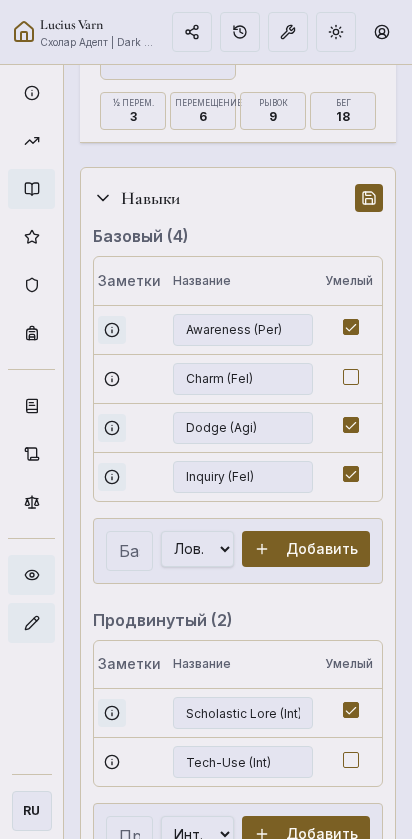 Lucius Varn
Схолар Адепт | Dark ...
½ ПЕРЕМ. ПЕРЕМЕЩЕНИЕ РЫВОК БЕГ
3 6 9 18
Навыки
Базовый (4)
Заметки Название Умелый
Awareness (Per)
Charm (Fel)
Dodge (Agi)
Inquiry (Fel)
Ба Лов. + Добавить
Продвинутый (2)
Заметки Название Умелый
Scholastic Lore (Int)
Tech-Use (Int)
Пр Инт. + Добавить
RU